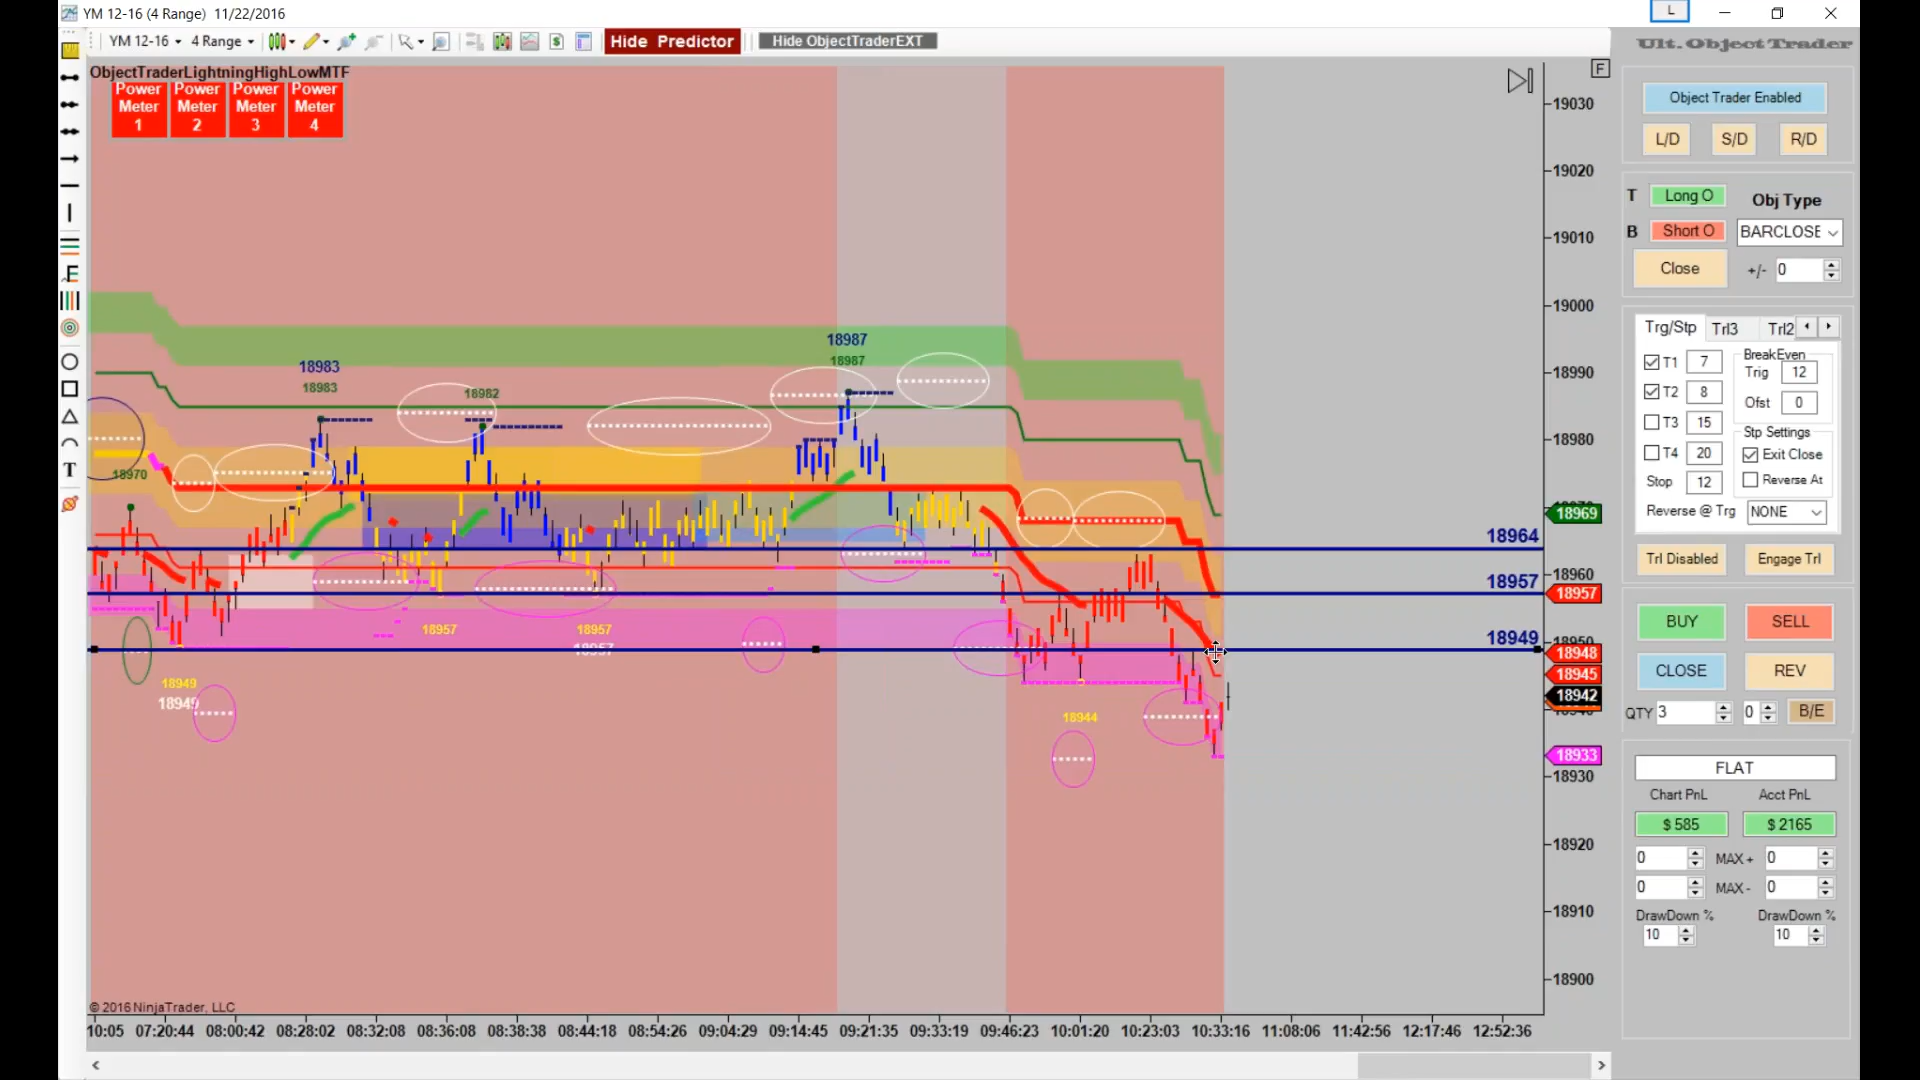 YM 12-16 (4 Range)  11/22/2016
L
YM 12-16
4 Range
Hide Predictor
Hide ObjectTraderEXT
Ult. Object Trader
ObjectTraderLightningHighLowMTF
Power Meter 1
Power Meter 2
Power Meter 3
Power Meter 4
F
Object Trader Enabled
L/D S/D R/D
T Long O Obj Type
B Short O BARCLOSE
Close +/- 0
Trg/Stp Trl3 Trl2
T1 7
T2 8
T3 15
T4 20
Stop 12
BreakEven
Trig 12
Ofst 0
Stp Settings
Exit Close
Reverse At
Reverse @ Trg NONE
Trl Disabled Engage Trl
BUY SELL
CLOSE REV
QTY 3 0 B/E
FLAT
Chart PnL Acct PnL
$ 585 $ 2165
0 MAX + 0
0 MAX - 0
DrawDown % DrawDown %
10 10
19030
19020
19010
19000
18990
18980
18969
18960
18957
18950
18948
18945
18942
18933
18930
18920
18910
18900
18964
18957
18949
18987
18987
18983
18983
18982
18970
18957
18957
18957
18949
18949
18944
T
© 2016 NinjaTrader, LLC
10:05 07:20:44 08:00:42 08:28:02 08:32:08 08:36:08 08:38:38 08:44:18 08:54:26 09:04:29 09:14:45 09:21:35 09:33:19 09:46:23 10:01:20 10:23:03 10:33:16 11:08:06 11:42:56 12:17:46 12:52:36